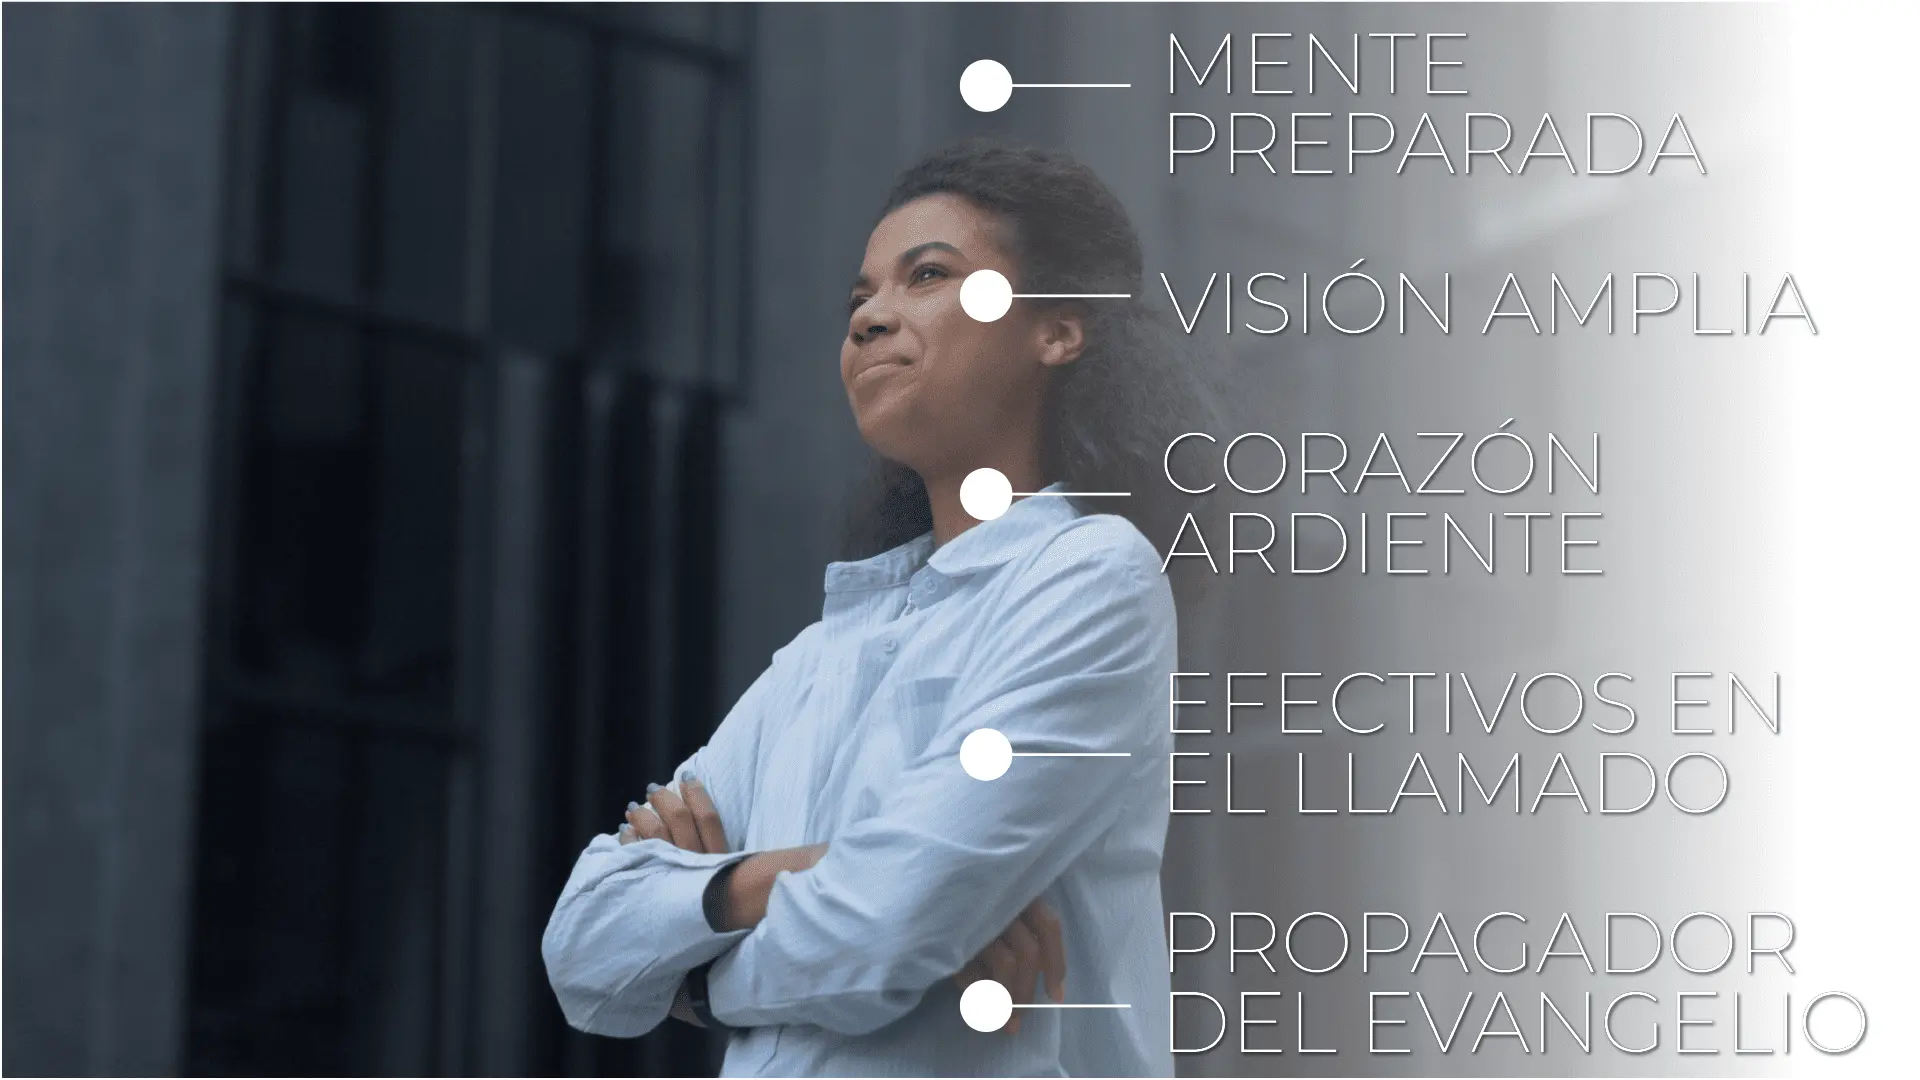 MENTE
PREPARADA
VISIÓN AMPLIA
CORAZÓN
ARDIENTE
EFECTIVOS EN
EL LLAMADO
PROPAGADOR
DEL EVANGELIO